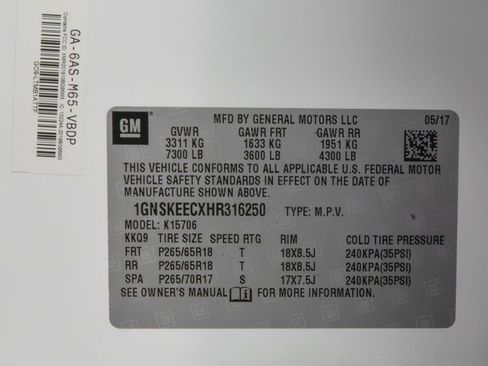 GA-6AS-M65-VBDP
GM
MFD BY GENERAL MOTORS LLC 05/17
GVWR GAWR FRT GAWR RR
3311 KG 1633 KG 1951 KG
7300 LB 3600 LB 4300 LB
THIS VEHICLE CONFORMS TO ALL APPLICABLE U.S. FEDERAL MOTOR
VEHICLE SAFETY STANDARDS IN EFFECT ON THE DATE OF
MANUFACTURE SHOWN ABOVE.
1GNSKEECXHR316250 TYPE: M.P.V.
MODEL: K15706
KKQ9 TIRE SIZE SPEED RTG RIM COLD TIRE PRESSURE
FRT P265/65R18 T 18X8.5J 240KPA(35PSI)
RR P265/65R18 T 18X8.5J 240KPA(35PSI)
SPA P265/70R17 S 17X7.5J 240KPA(35PSI)
SEE OWNER'S MANUAL FOR MORE INFORMATION.